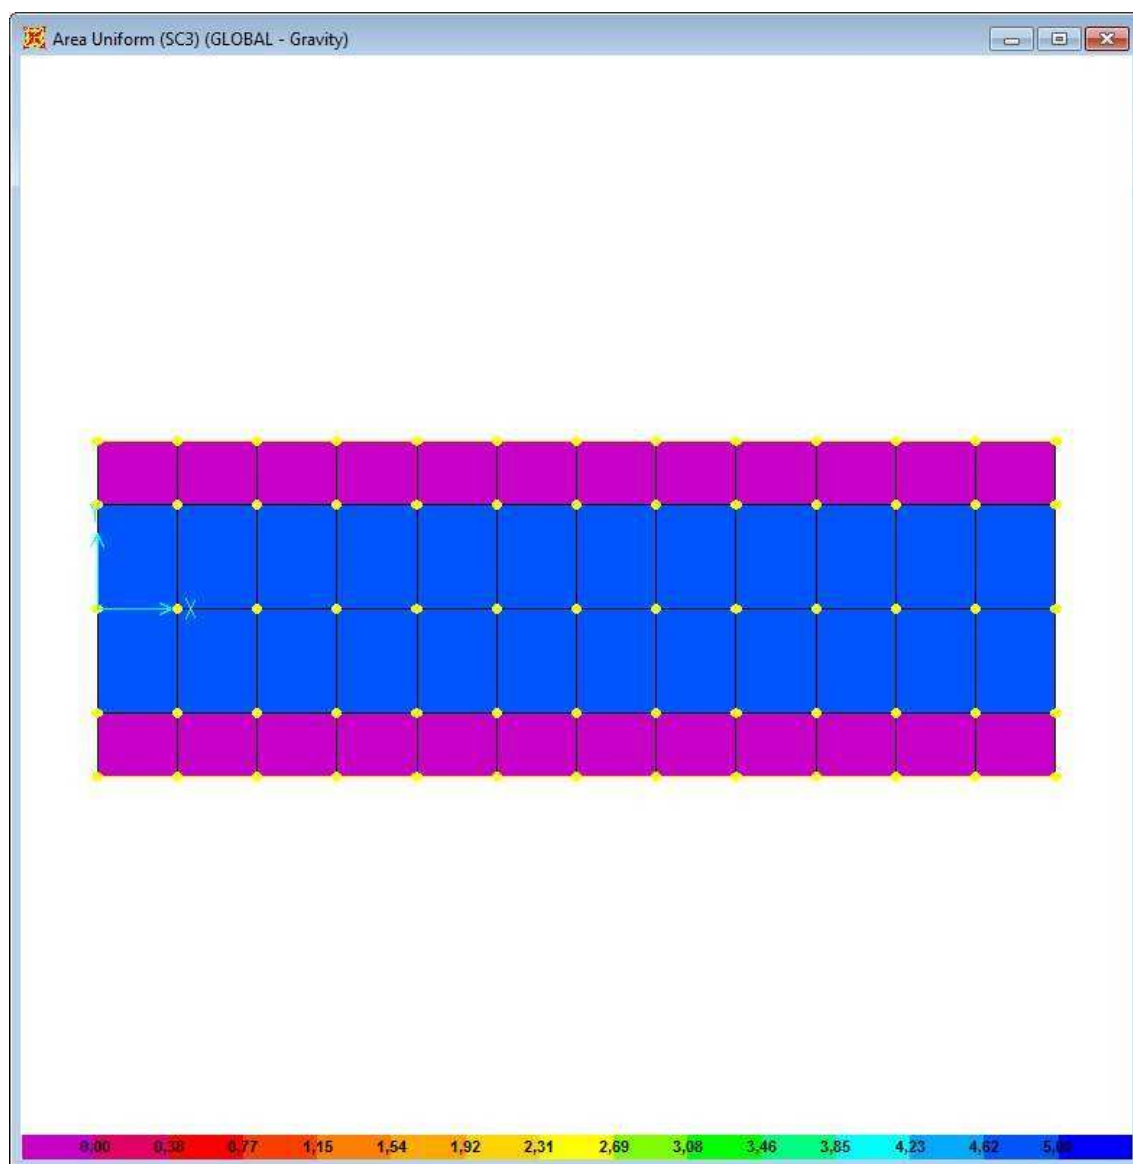 Area Uniform (SC3) (GLOBAL - Gravity)
Y
X
0,00 0,38 0,77 1,15 1,54 1,92 2,31 2,69 3,08 3,46 3,85 4,23 4,62 5,00